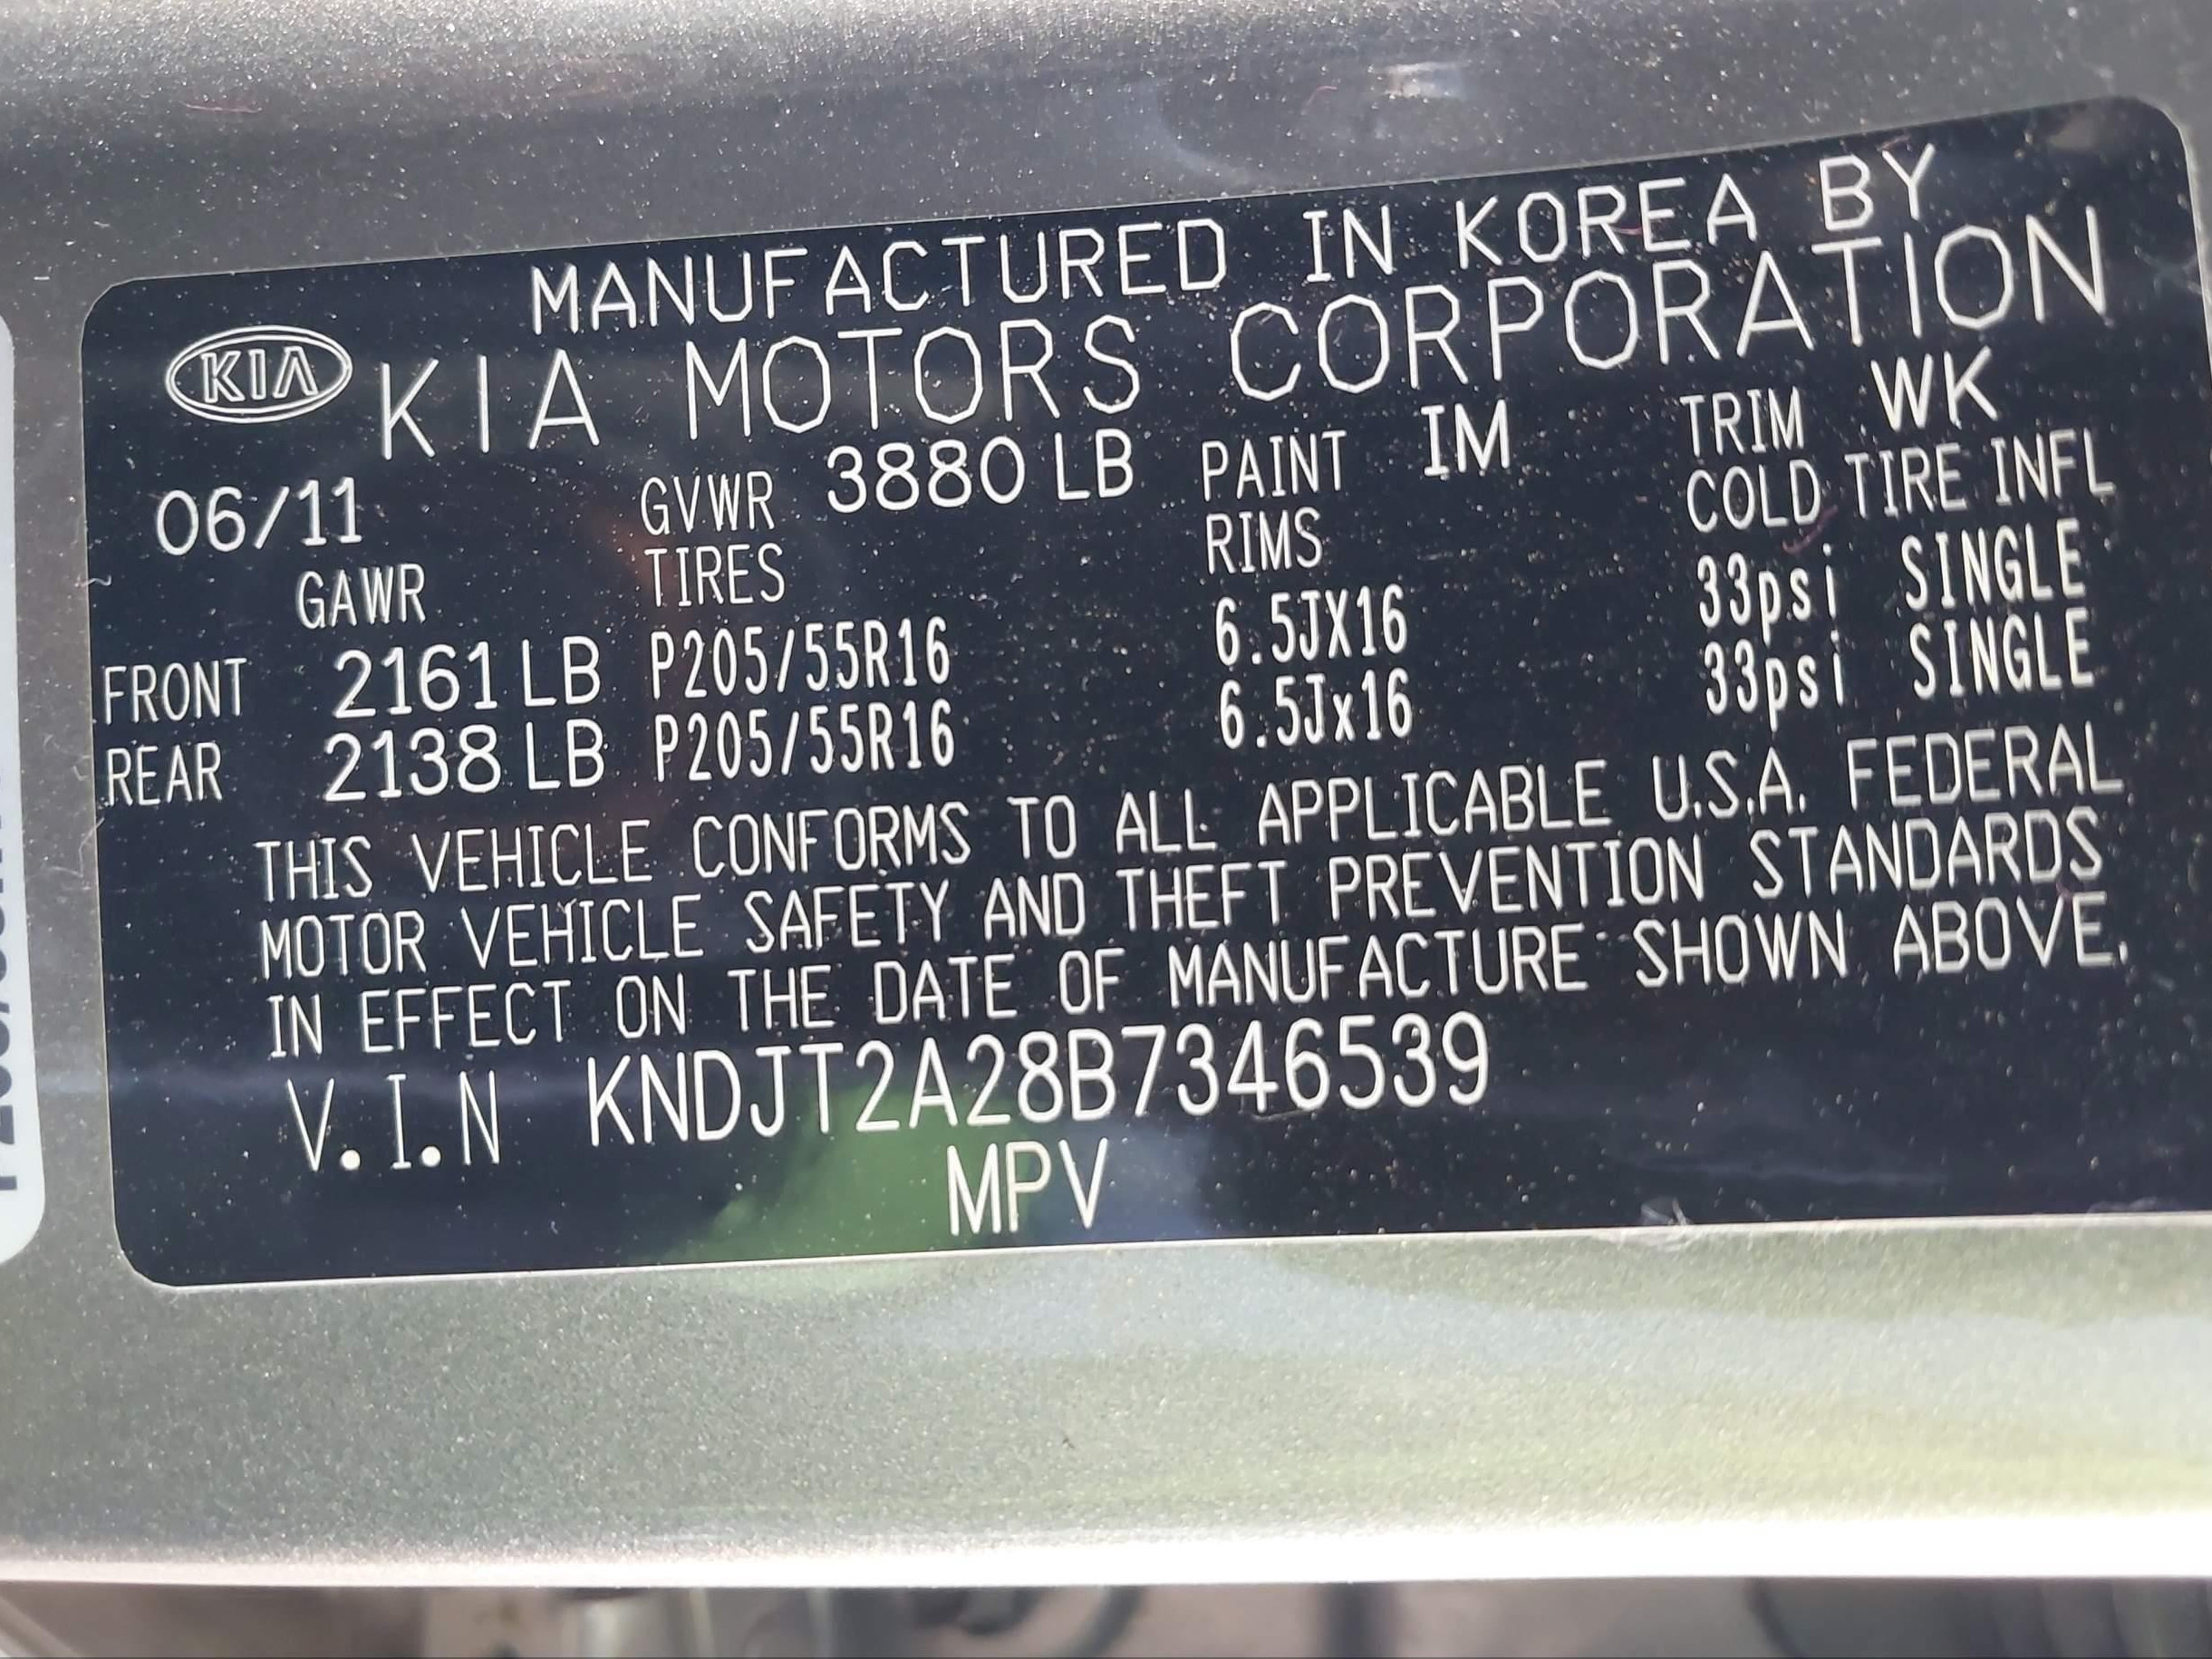 MANUFACTURED IN KOREA BY
KIA KIA MOTORS CORPORATION
06/11 GVWR 3880 LB PAINT IM TRIM WK
GAWR TIRES RIMS COLD TIRE INFL
FRONT 2161 LB P205/55R16 6.5JX16 33psi SINGLE
REAR 2138 LB P205/55R16 6.5Jx16 33psi SINGLE
THIS VEHICLE CONFORMS TO ALL APPLICABLE U.S.A. FEDERAL
MOTOR VEHICLE SAFETY AND THEFT PREVENTION STANDARDS
IN EFFECT ON THE DATE OF MANUFACTURE SHOWN ABOVE.
V.I.N KNDJT2A28B7346539
MPV